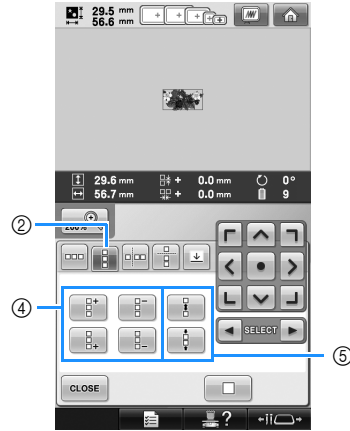 29.5 mm
56.6 mm
29.6 mm + 0.0 mm 0°
56.7 mm + 0.0 mm 9
200%
②
④
⑤
SELECT
CLOSE
?